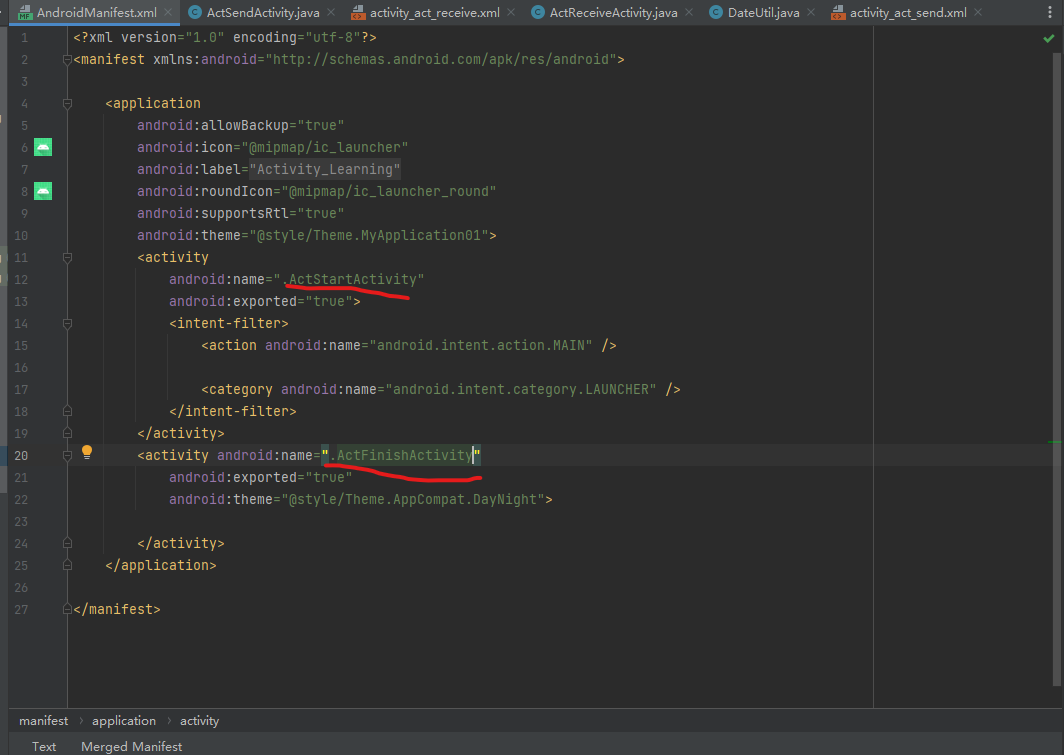 AndroidManifest.xml ActSendActivity.java activity_act_receive.xml ActReceiveActivity.java DateUtil.java activity_act_send.xml
1 <?xml version="1.0" encoding="utf-8"?>
2 <manifest xmlns:android="http://schemas.android.com/apk/res/android">
3
4 <application
5 android:allowBackup="true"
6 android:icon="@mipmap/ic_launcher"
7 android:label="Activity_Learning"
8 android:roundIcon="@mipmap/ic_launcher_round"
9 android:supportsRtl="true"
10 android:theme="@style/Theme.MyApplication01">
11 <activity
12 android:name=".ActStartActivity"
13 android:exported="true">
14 <intent-filter>
15 <action android:name="android.intent.action.MAIN" />
16
17 <category android:name="android.intent.category.LAUNCHER" />
18 </intent-filter>
19 </activity>
20 <activity android:name=".ActFinishActivity"
21 android:exported="true"
22 android:theme="@style/Theme.AppCompat.DayNight">
23
24 </activity>
25 </application>
26
27 </manifest>
manifest › application › activity
Text Merged Manifest